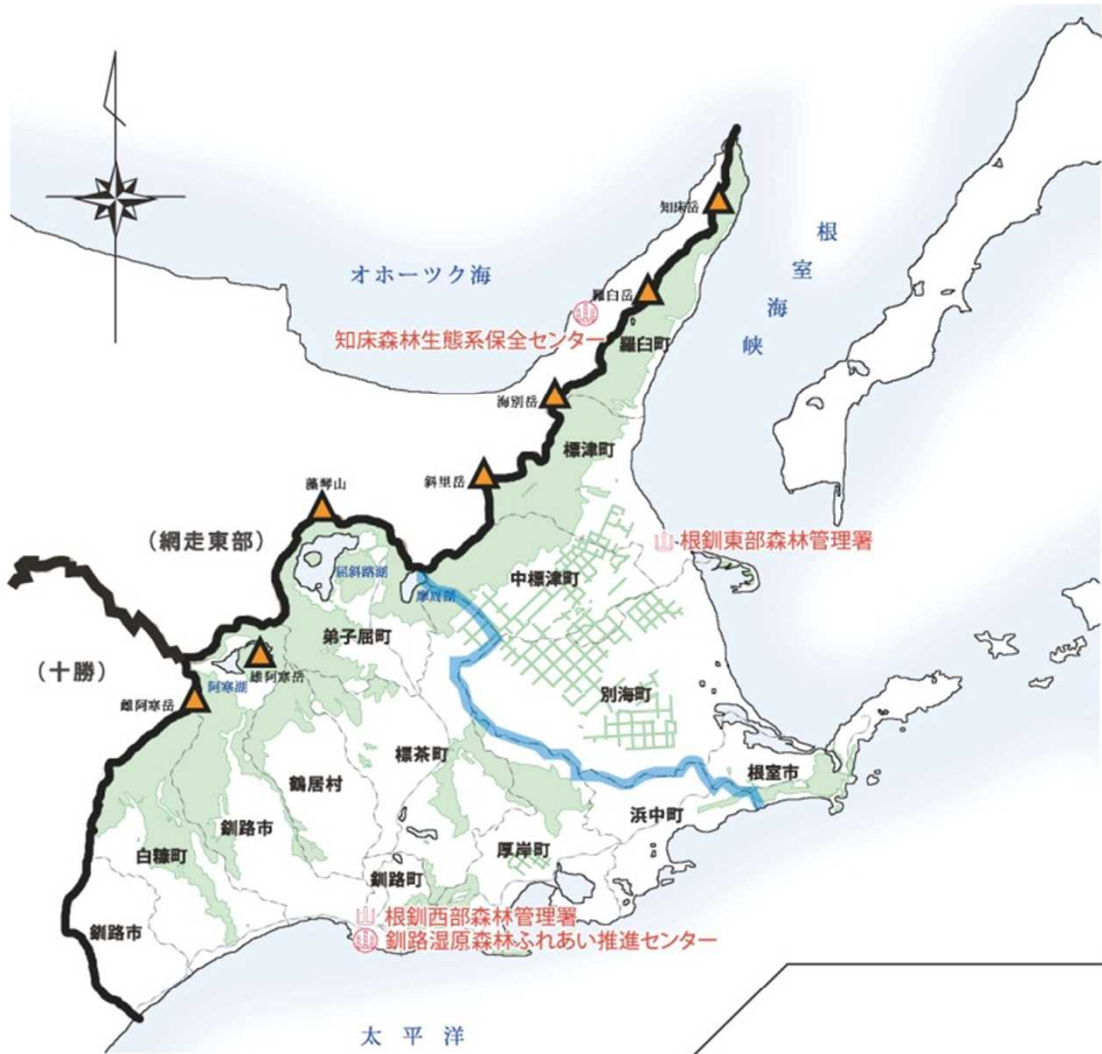 知床岳
根室海峡
オホーツク海
羅臼岳
知床森林生態系保全センター
羅臼町
海別岳
標津町
斜里岳
藻琴山
(網走東部)
根釧東部森林管理署
屈斜路湖
中標津町
摩周湖
弟子屈町
(十勝)
雄阿寒岳
阿寒湖
雌阿寒岳
別海町
標茶町
根室市
鶴居村
浜中町
釧路市
白糠町
厚岸町
釧路町
根釧西部森林管理署
釧路市
釧路湿原森林ふれあい推進センター
太平洋